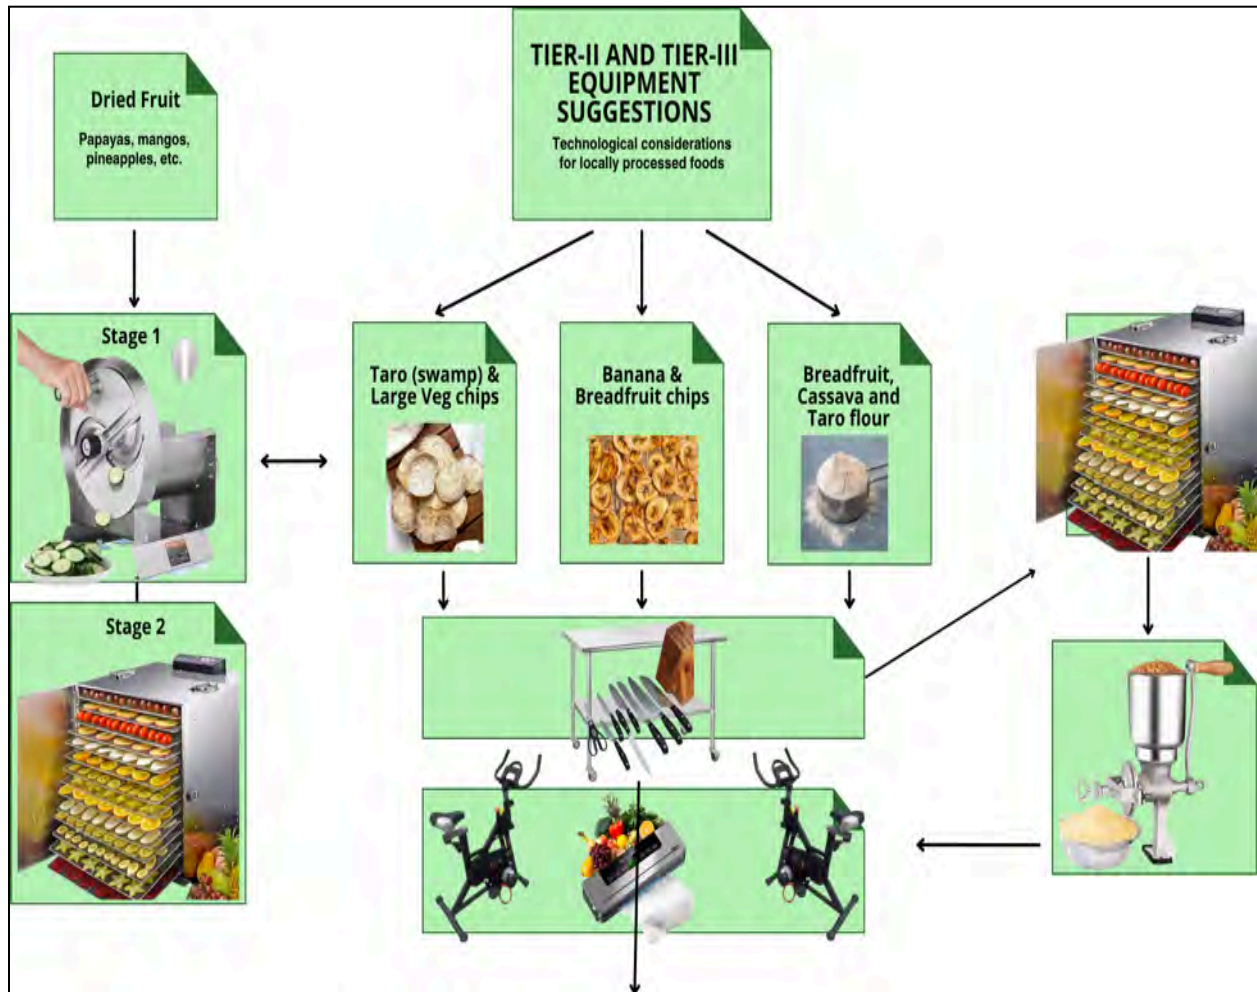 TIER-II AND TIER-III
EQUIPMENT
SUGGESTIONS
Technological considerations
for locally processed foods
Dried Fruit
Papayas, mangos,
pineapples, etc.
Stage 1
Taro (swamp) &
Large Veg chips
Banana &
Breadfruit chips
Breadfruit,
Cassava and
Taro flour
Stage 2